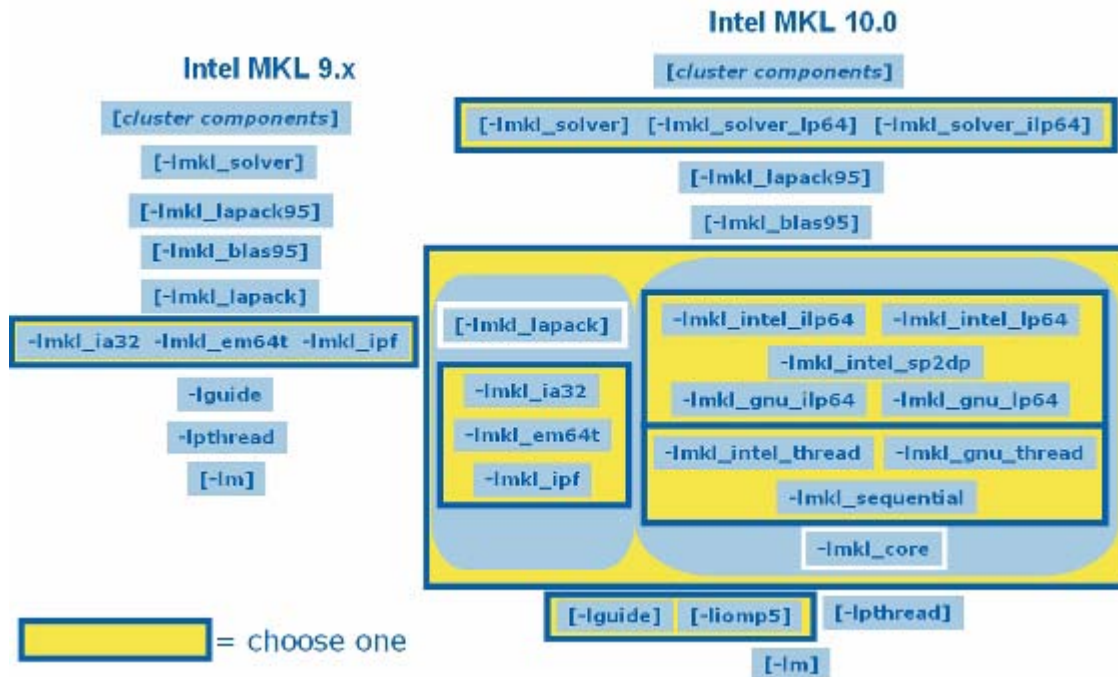 Intel MKL 9.x
[cluster components]
[-lmkl_solver]
[-lmkl_lapack95]
[-lmkl_blas95]
[-lmkl_lapack]
-lmkl_ia32 -lmkl_em64t -lmkl_ipf
-lguide
-lpthread
[-lm]
Intel MKL 10.0
[cluster components]
[-lmkl_solver] [-lmkl_solver_lp64] [-lmkl_solver_ilp64]
[-lmkl_lapack95]
[-lmkl_blas95]
[-lmkl_lapack]
-lmkl_ia32
-lmkl_em64t
-lmkl_ipf
-lmkl_intel_ilp64 -lmkl_intel_lp64
-lmkl_intel_sp2dp
-lmkl_gnu_ilp64 -lmkl_gnu_lp64
-lmkl_intel_thread -lmkl_gnu_thread
-lmkl_sequential
-lmkl_core
[-lguide] [-liomp5] [-lpthread]
[-lm]
= choose one